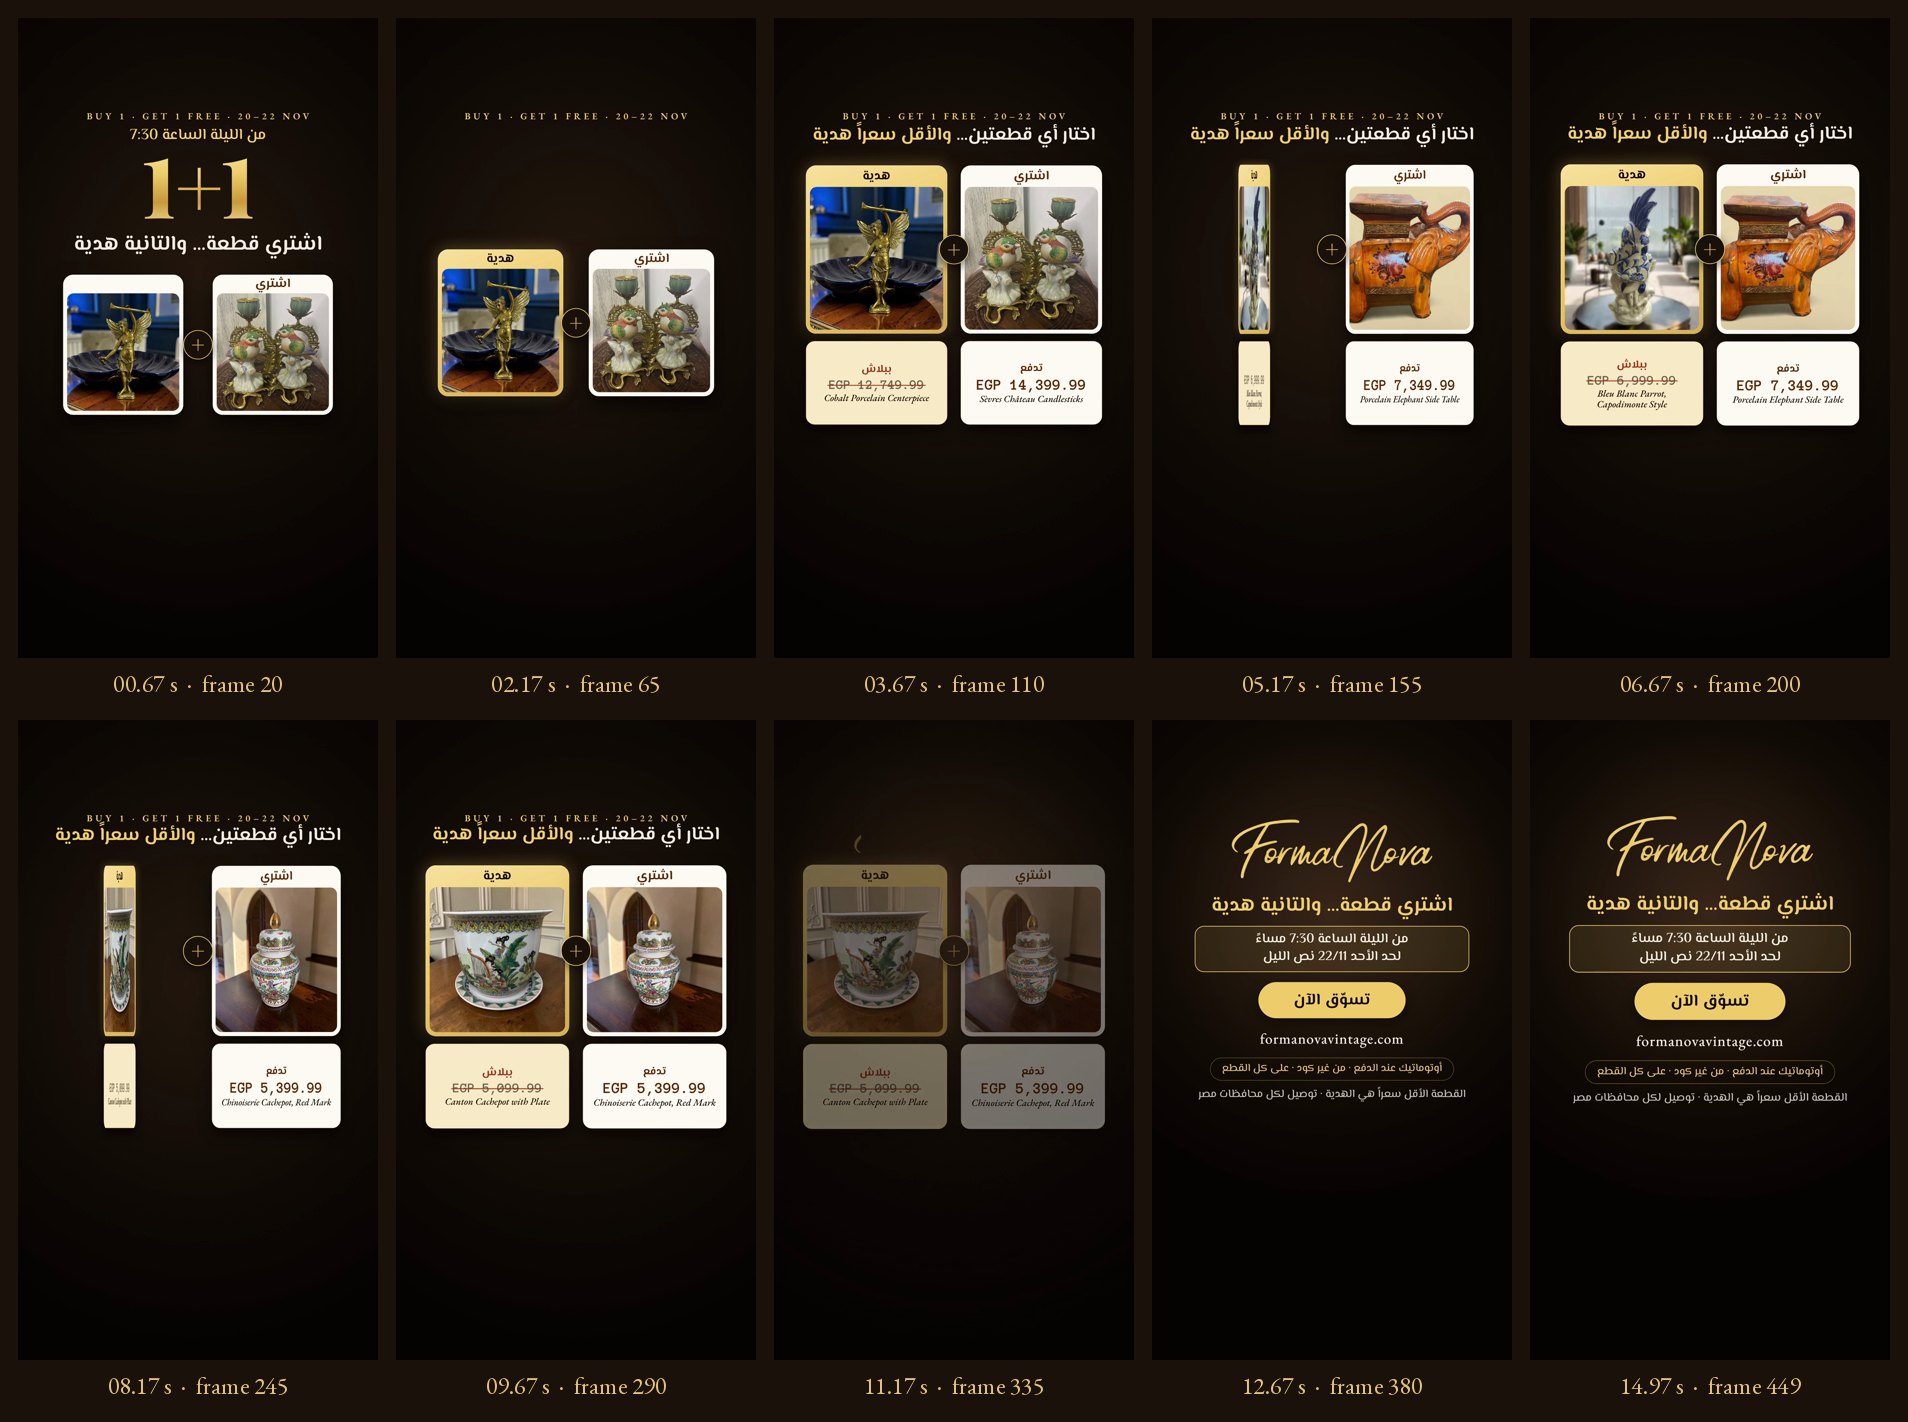 BUY 1 · GET 1 FREE · 20–22 NOV
من الليلة الساعة 7:30
1+1
اشتري قطعة... والتانية هدية
اشتري
00.67 s · frame 20
BUY 1 · GET 1 FREE · 20–22 NOV
اشتري
هدية
02.17 s · frame 65
BUY 1 · GET 1 FREE · 20–22 NOV
اختار أي قطعتين... والأقل سعراً هدية
اشتري
هدية
تدفع
EGP 14,399.99
Sèvres Château Candlesticks
ببلاش
EGP 12,749.99
Cobalt Porcelain Centerpiece
03.67 s · frame 110
BUY 1 · GET 1 FREE · 20–22 NOV
اختار أي قطعتين... والأقل سعراً هدية
اشتري
هدية
تدفع
EGP 7,349.99
Porcelain Elephant Side Table
05.17 s · frame 155
BUY 1 · GET 1 FREE · 20–22 NOV
اختار أي قطعتين... والأقل سعراً هدية
اشتري
هدية
تدفع
EGP 7,349.99
Porcelain Elephant Side Table
ببلاش
EGP 6,999.99
Bleu Blanc Parrot,
Capodimonte Style
06.67 s · frame 200
BUY 1 · GET 1 FREE · 20–22 NOV
اختار أي قطعتين... والأقل سعراً هدية
اشتري
هدية
تدفع
EGP 5,399.99
Chinoiserie Cachepot, Red Mark
08.17 s · frame 245
BUY 1 · GET 1 FREE · 20–22 NOV
اختار أي قطعتين... والأقل سعراً هدية
اشتري
هدية
تدفع
EGP 5,399.99
Chinoiserie Cachepot, Red Mark
ببلاش
EGP 5,099.99
Canton Cachepot with Plate
09.67 s · frame 290
اشتري
هدية
تدفع
EGP 5,399.99
Chinoiserie Cachepot, Red Mark
ببلاش
EGP 5,099.99
Canton Cachepot with Plate
11.17 s · frame 335
FormaNova
اشتري قطعة... والتانية هدية
من الليلة الساعة 7:30 مساءً
لحد الأحد 22/11 نص الليل
تسوّق الآن
formanovavintage.com
أوتوماتيك عند الدفع · من غير كود · على كل القطع
القطعة الأقل سعراً هي الهدية · توصيل لكل محافظات مصر
12.67 s · frame 380
FormaNova
اشتري قطعة... والتانية هدية
من الليلة الساعة 7:30 مساءً
لحد الأحد 22/11 نص الليل
تسوّق الآن
formanovavintage.com
أوتوماتيك عند الدفع · من غير كود · على كل القطع
القطعة الأقل سعراً هي الهدية · توصيل لكل محافظات مصر
14.97 s · frame 449